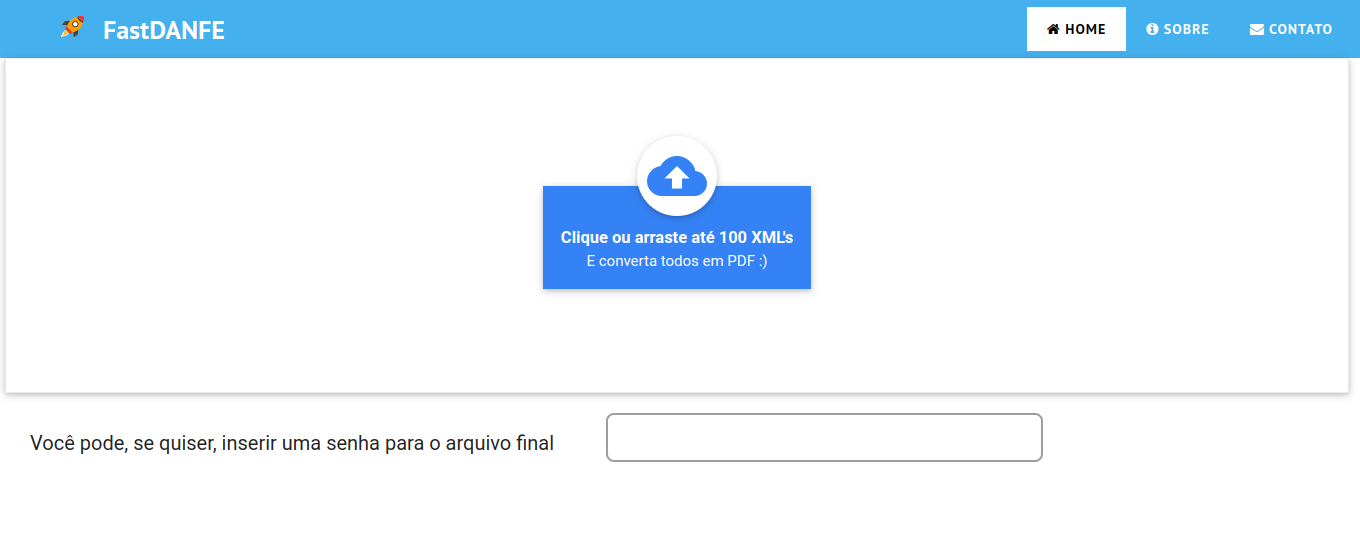 FastDANFE
HOME
SOBRE
CONTATO
Clique ou arraste até 100 XML's
E converta todos em PDF :)
Você pode, se quiser, inserir uma senha para o arquivo final